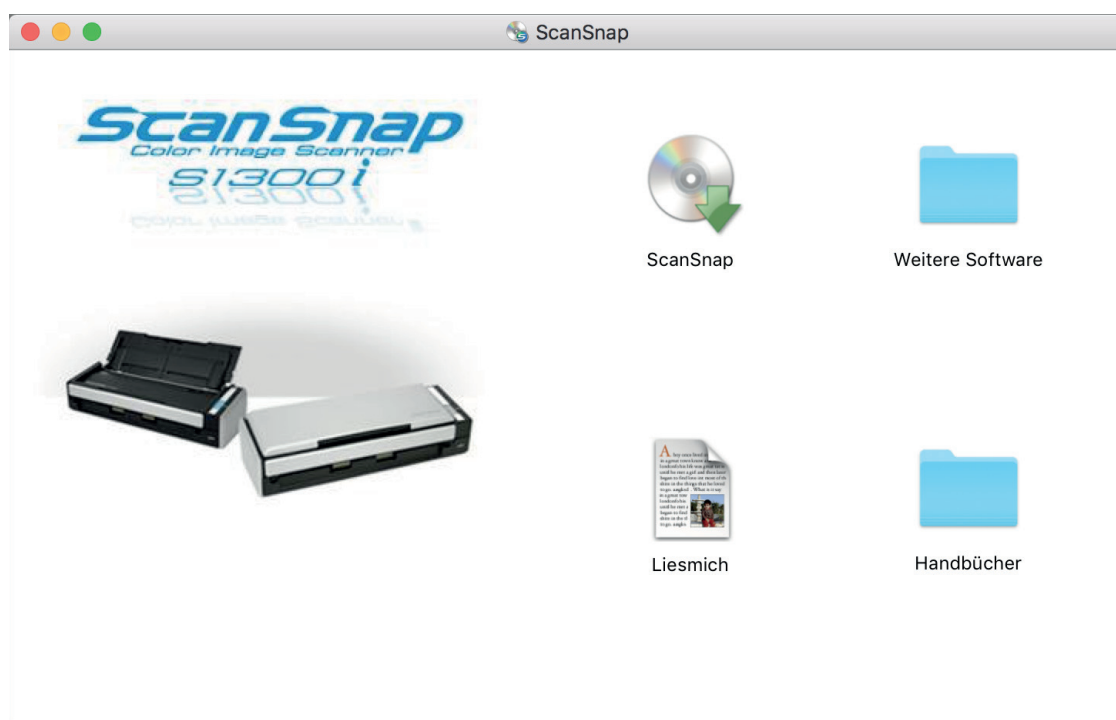 ScanSnap
ScanSnap
Color Image Scanner
S1300i
ScanSnap
Weitere Software
Liesmich
Handbücher